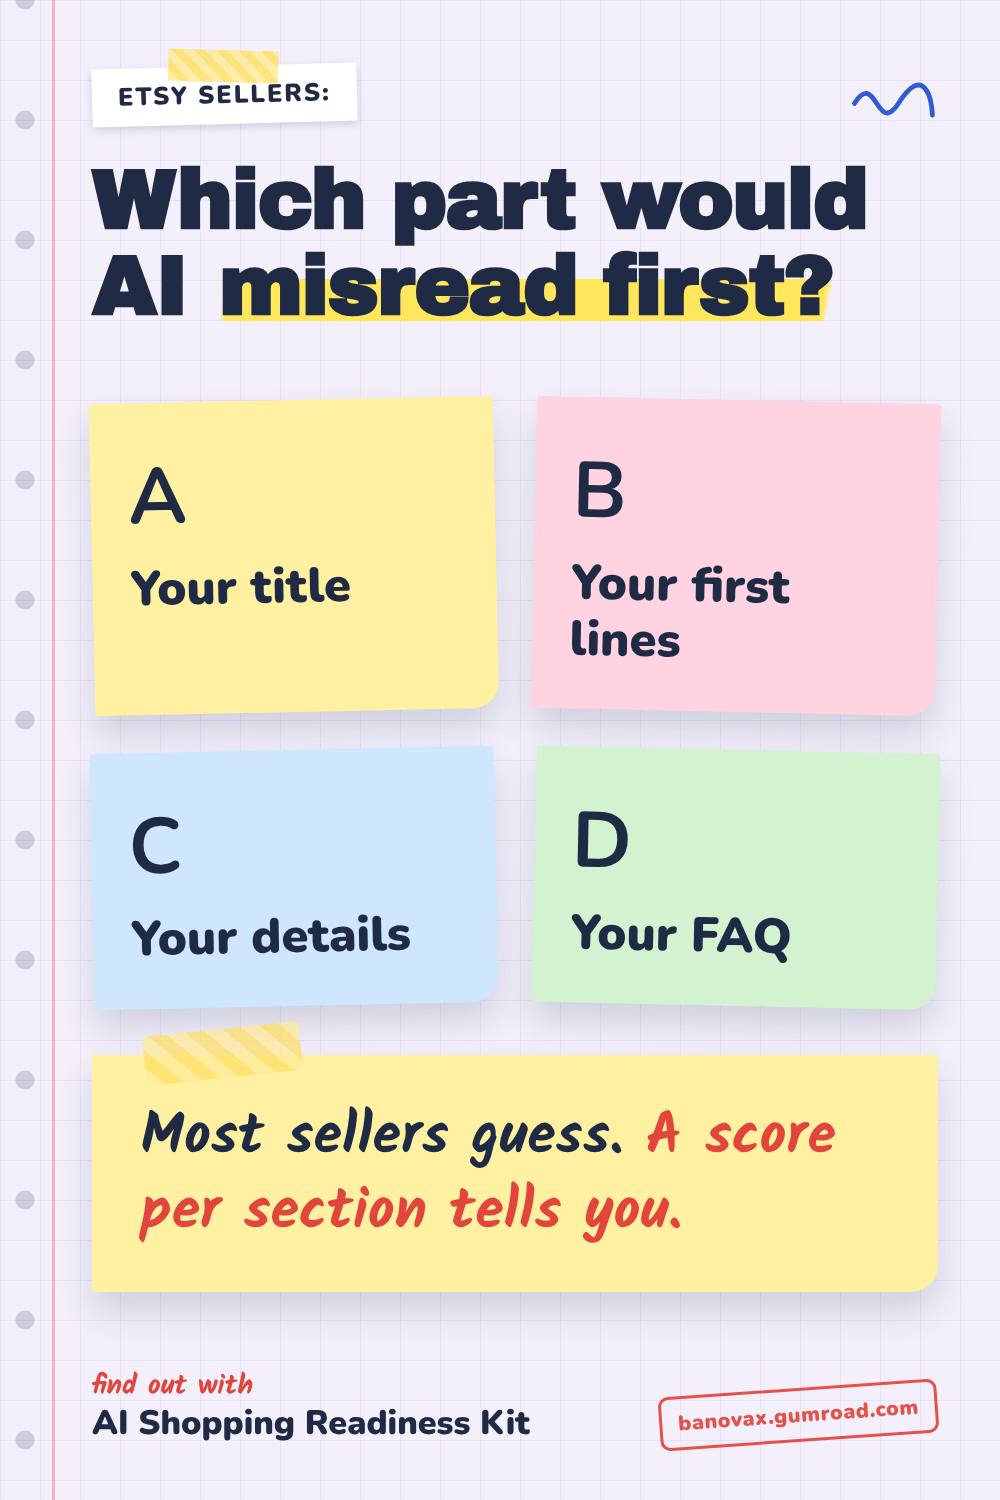 ETSY SELLERS:
Which part would
AI misread first?
A
Your title
B
Your first
lines
C
Your details
D
Your FAQ
Most sellers guess. A score
per section tells you.
find out with
AI Shopping Readiness Kit
banovax.gumroad.com